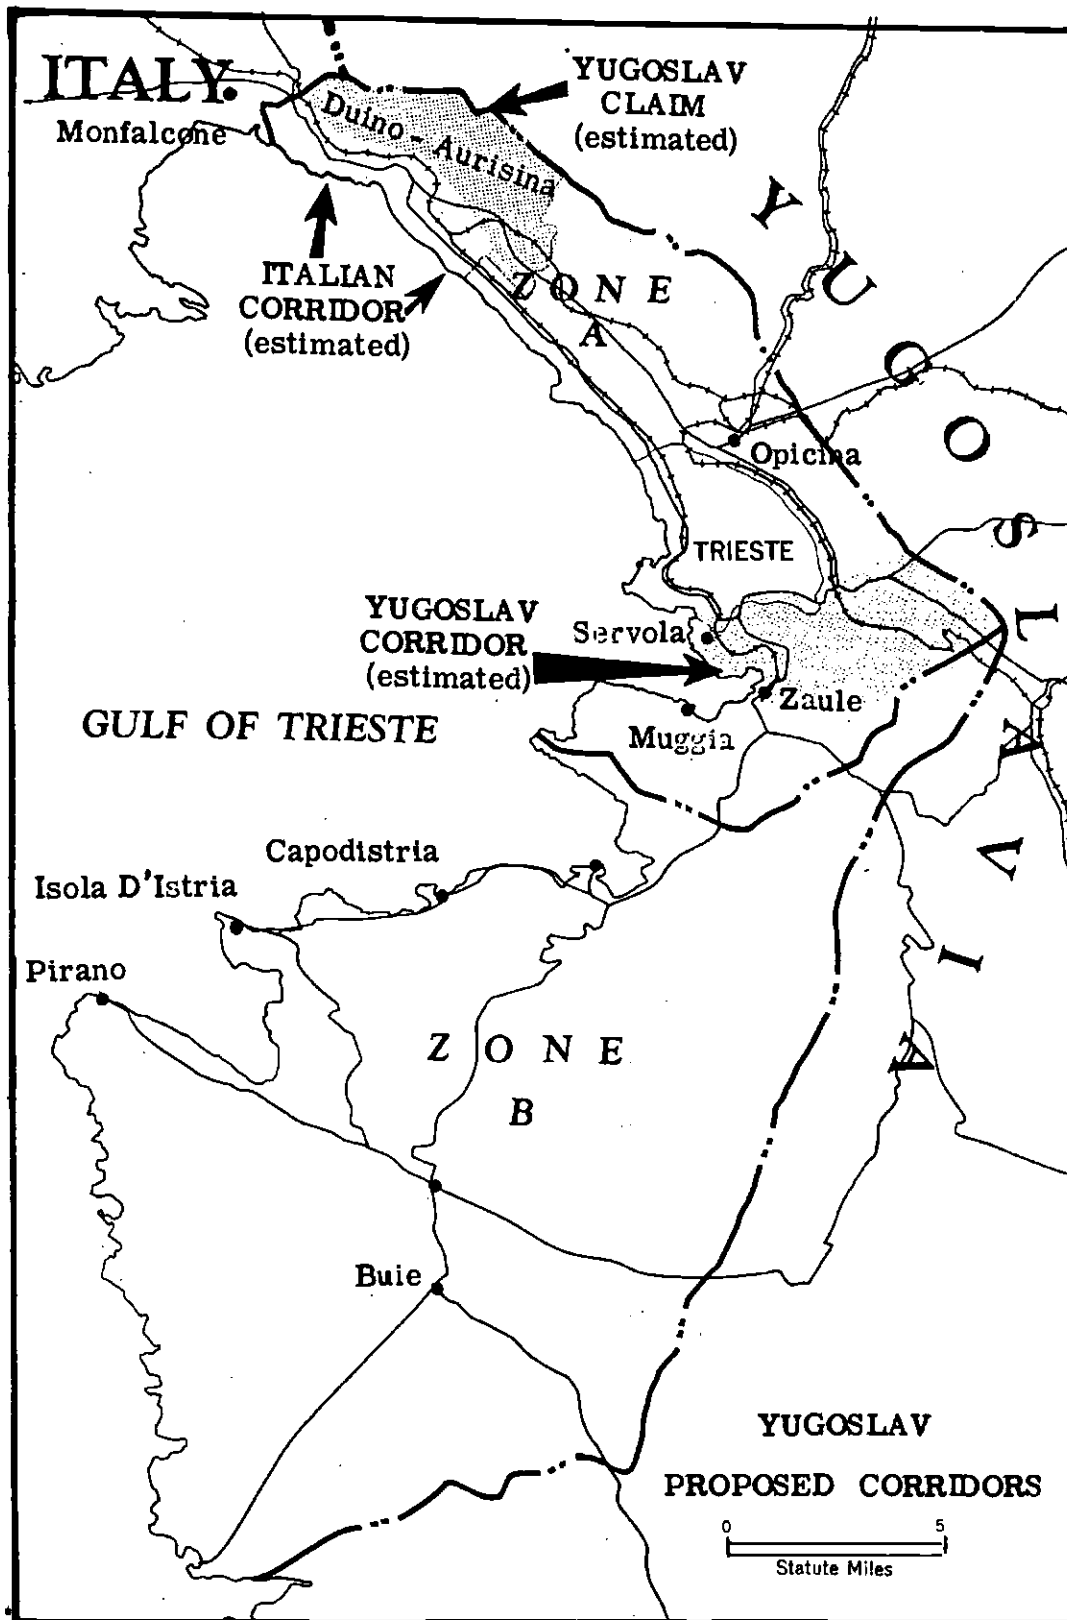 ITALY.
Monfalcone
YUGOSLAV
CLAIM
(estimated)
Duino - Aurisina
ITALIAN
CORRIDOR
(estimated)
ZONE
A
YUGOSLAVIA
Opicina
TRIESTE
YUGOSLAV
CORRIDOR
(estimated)
Servola
Zaule
Muggia
GULF OF TRIESTE
Capodistria
Isola D'Istria
Pirano
ZONE
B
Buie
YUGOSLAV
PROPOSED CORRIDORS
0 5
Statute Miles